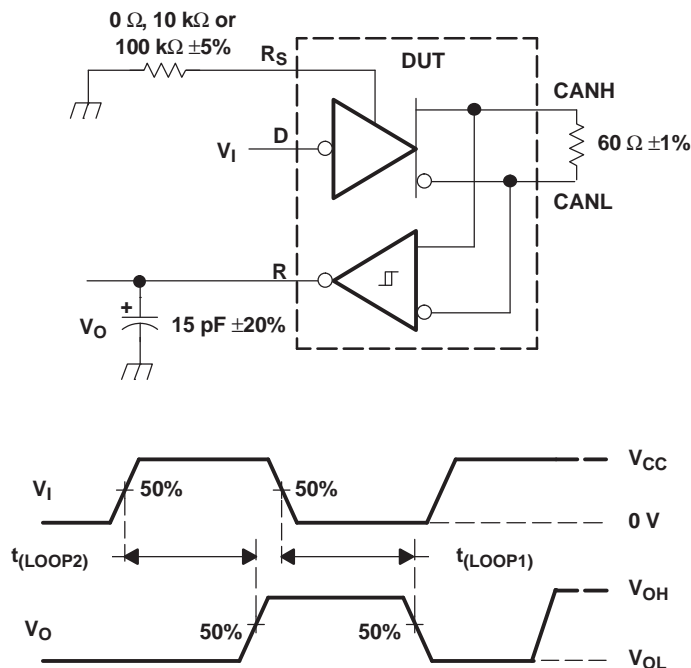 0 Ω, 10 kΩ or
100 kΩ ±5%
RS
DUT
CANH
D
VI
60 Ω ±1%
CANL
R
+
VO
15 pF ±20%
VCC
VI
50%
50%
0 V
t(LOOP2)
t(LOOP1)
VOH
VO
50%
50%
VOL